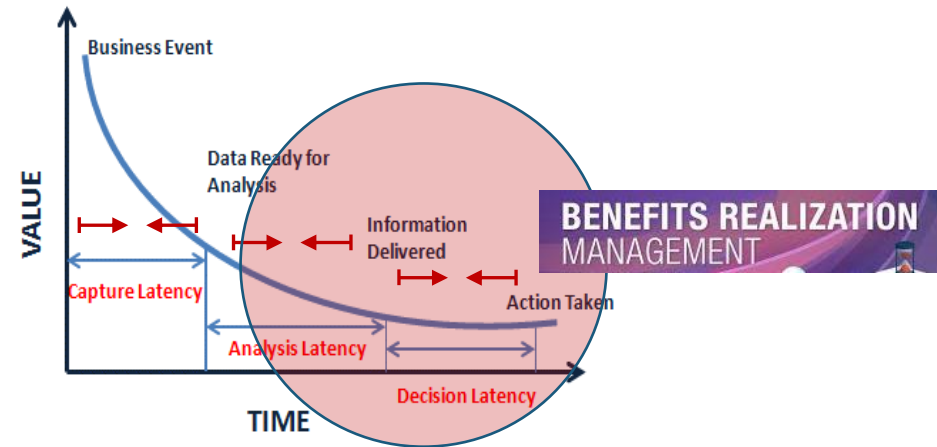 Business Event
Data Ready for
Analysis
Information
Delivered
Action Taken
BENEFITS REALIZATION
MANAGEMENT
VALUE
Capture Latency
Analysis Latency
Decision Latency
TIME